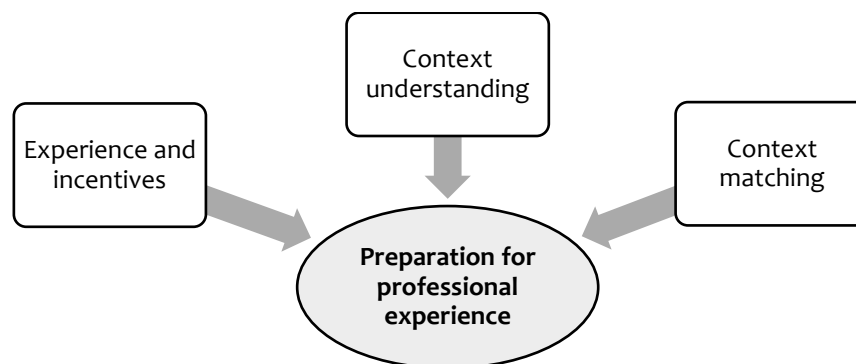 Context
understanding
Experience and
incentives
Context
matching
Preparation for
professional
experience